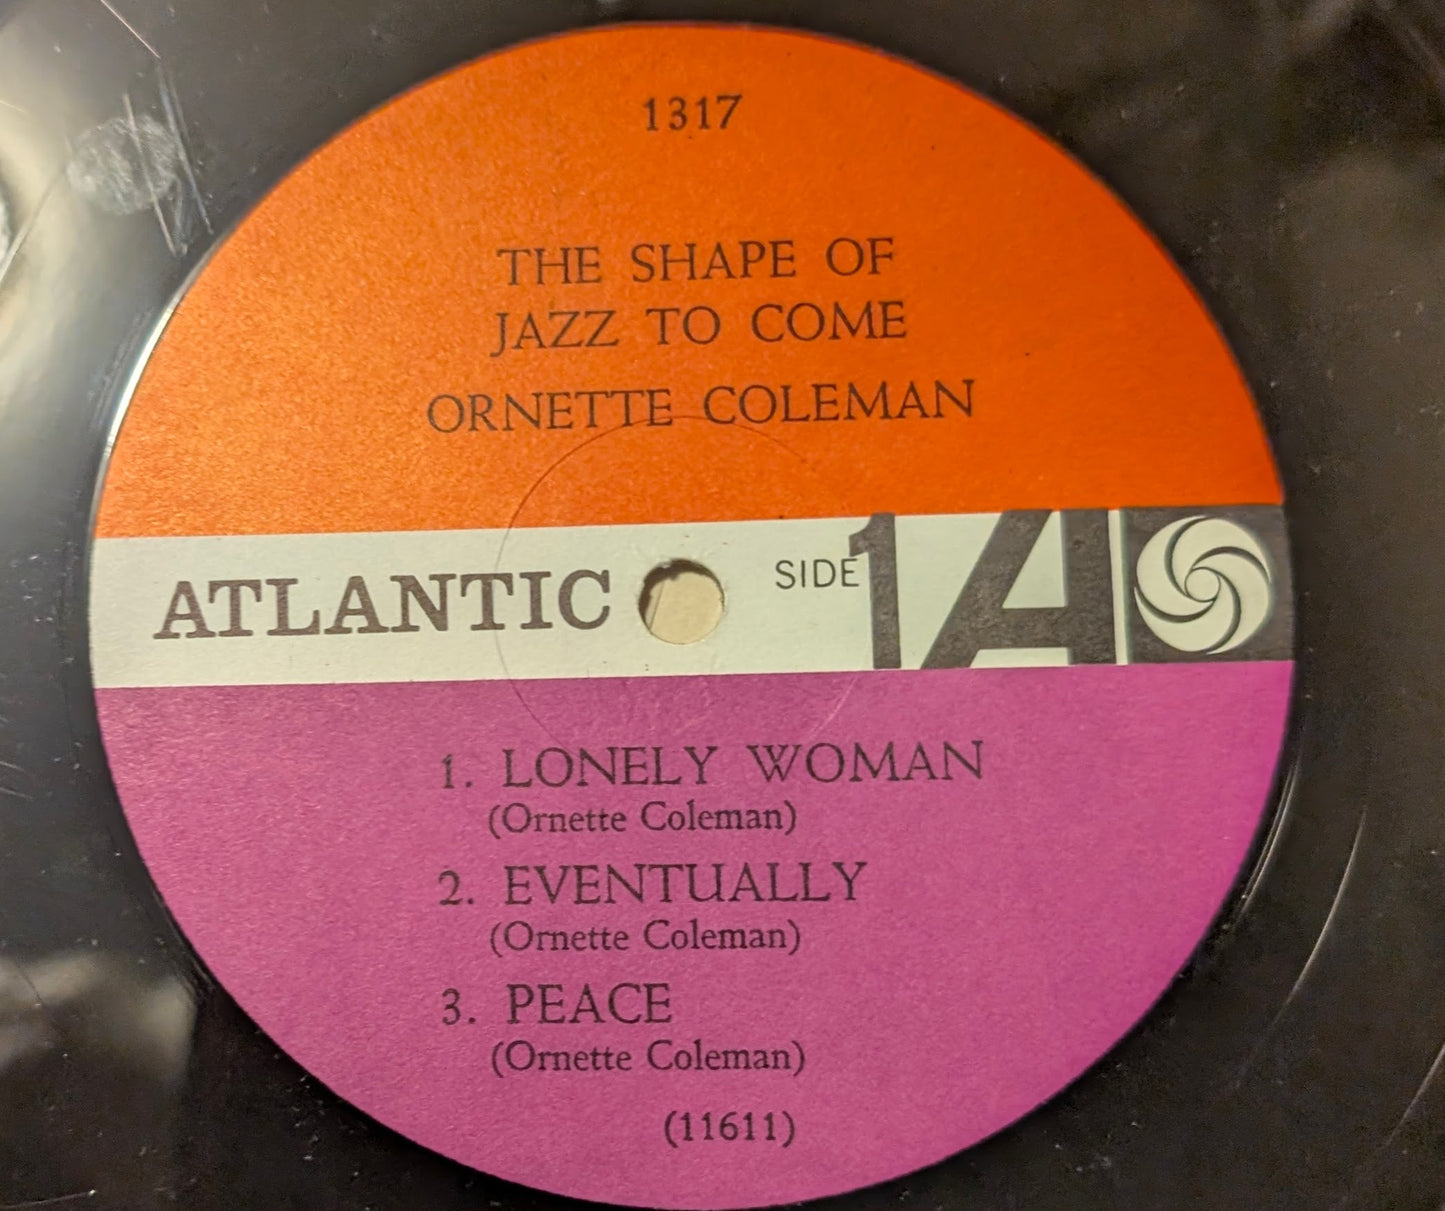 1317
THE SHAPE OF
JAZZ TO COME
ORNETTE COLEMAN
ATLANTIC SIDE 1 A
1. LONELY WOMAN
(Ornette Coleman)
2. EVENTUALLY
(Ornette Coleman)
3. PEACE
(Ornette Coleman)
(11611)